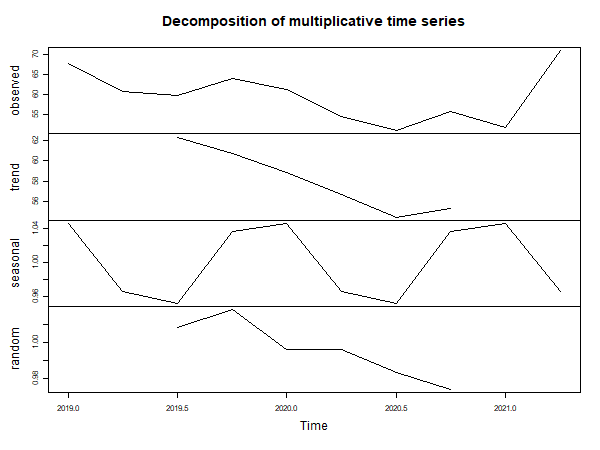 Decomposition of multiplicative time series
observed
55 60 65 70
trend
56 58 60 62
seasonal
0.96 1.00 1.04
random
0.98 1.00
2019.0 2019.5 2020.0 2020.5 2021.0
Time